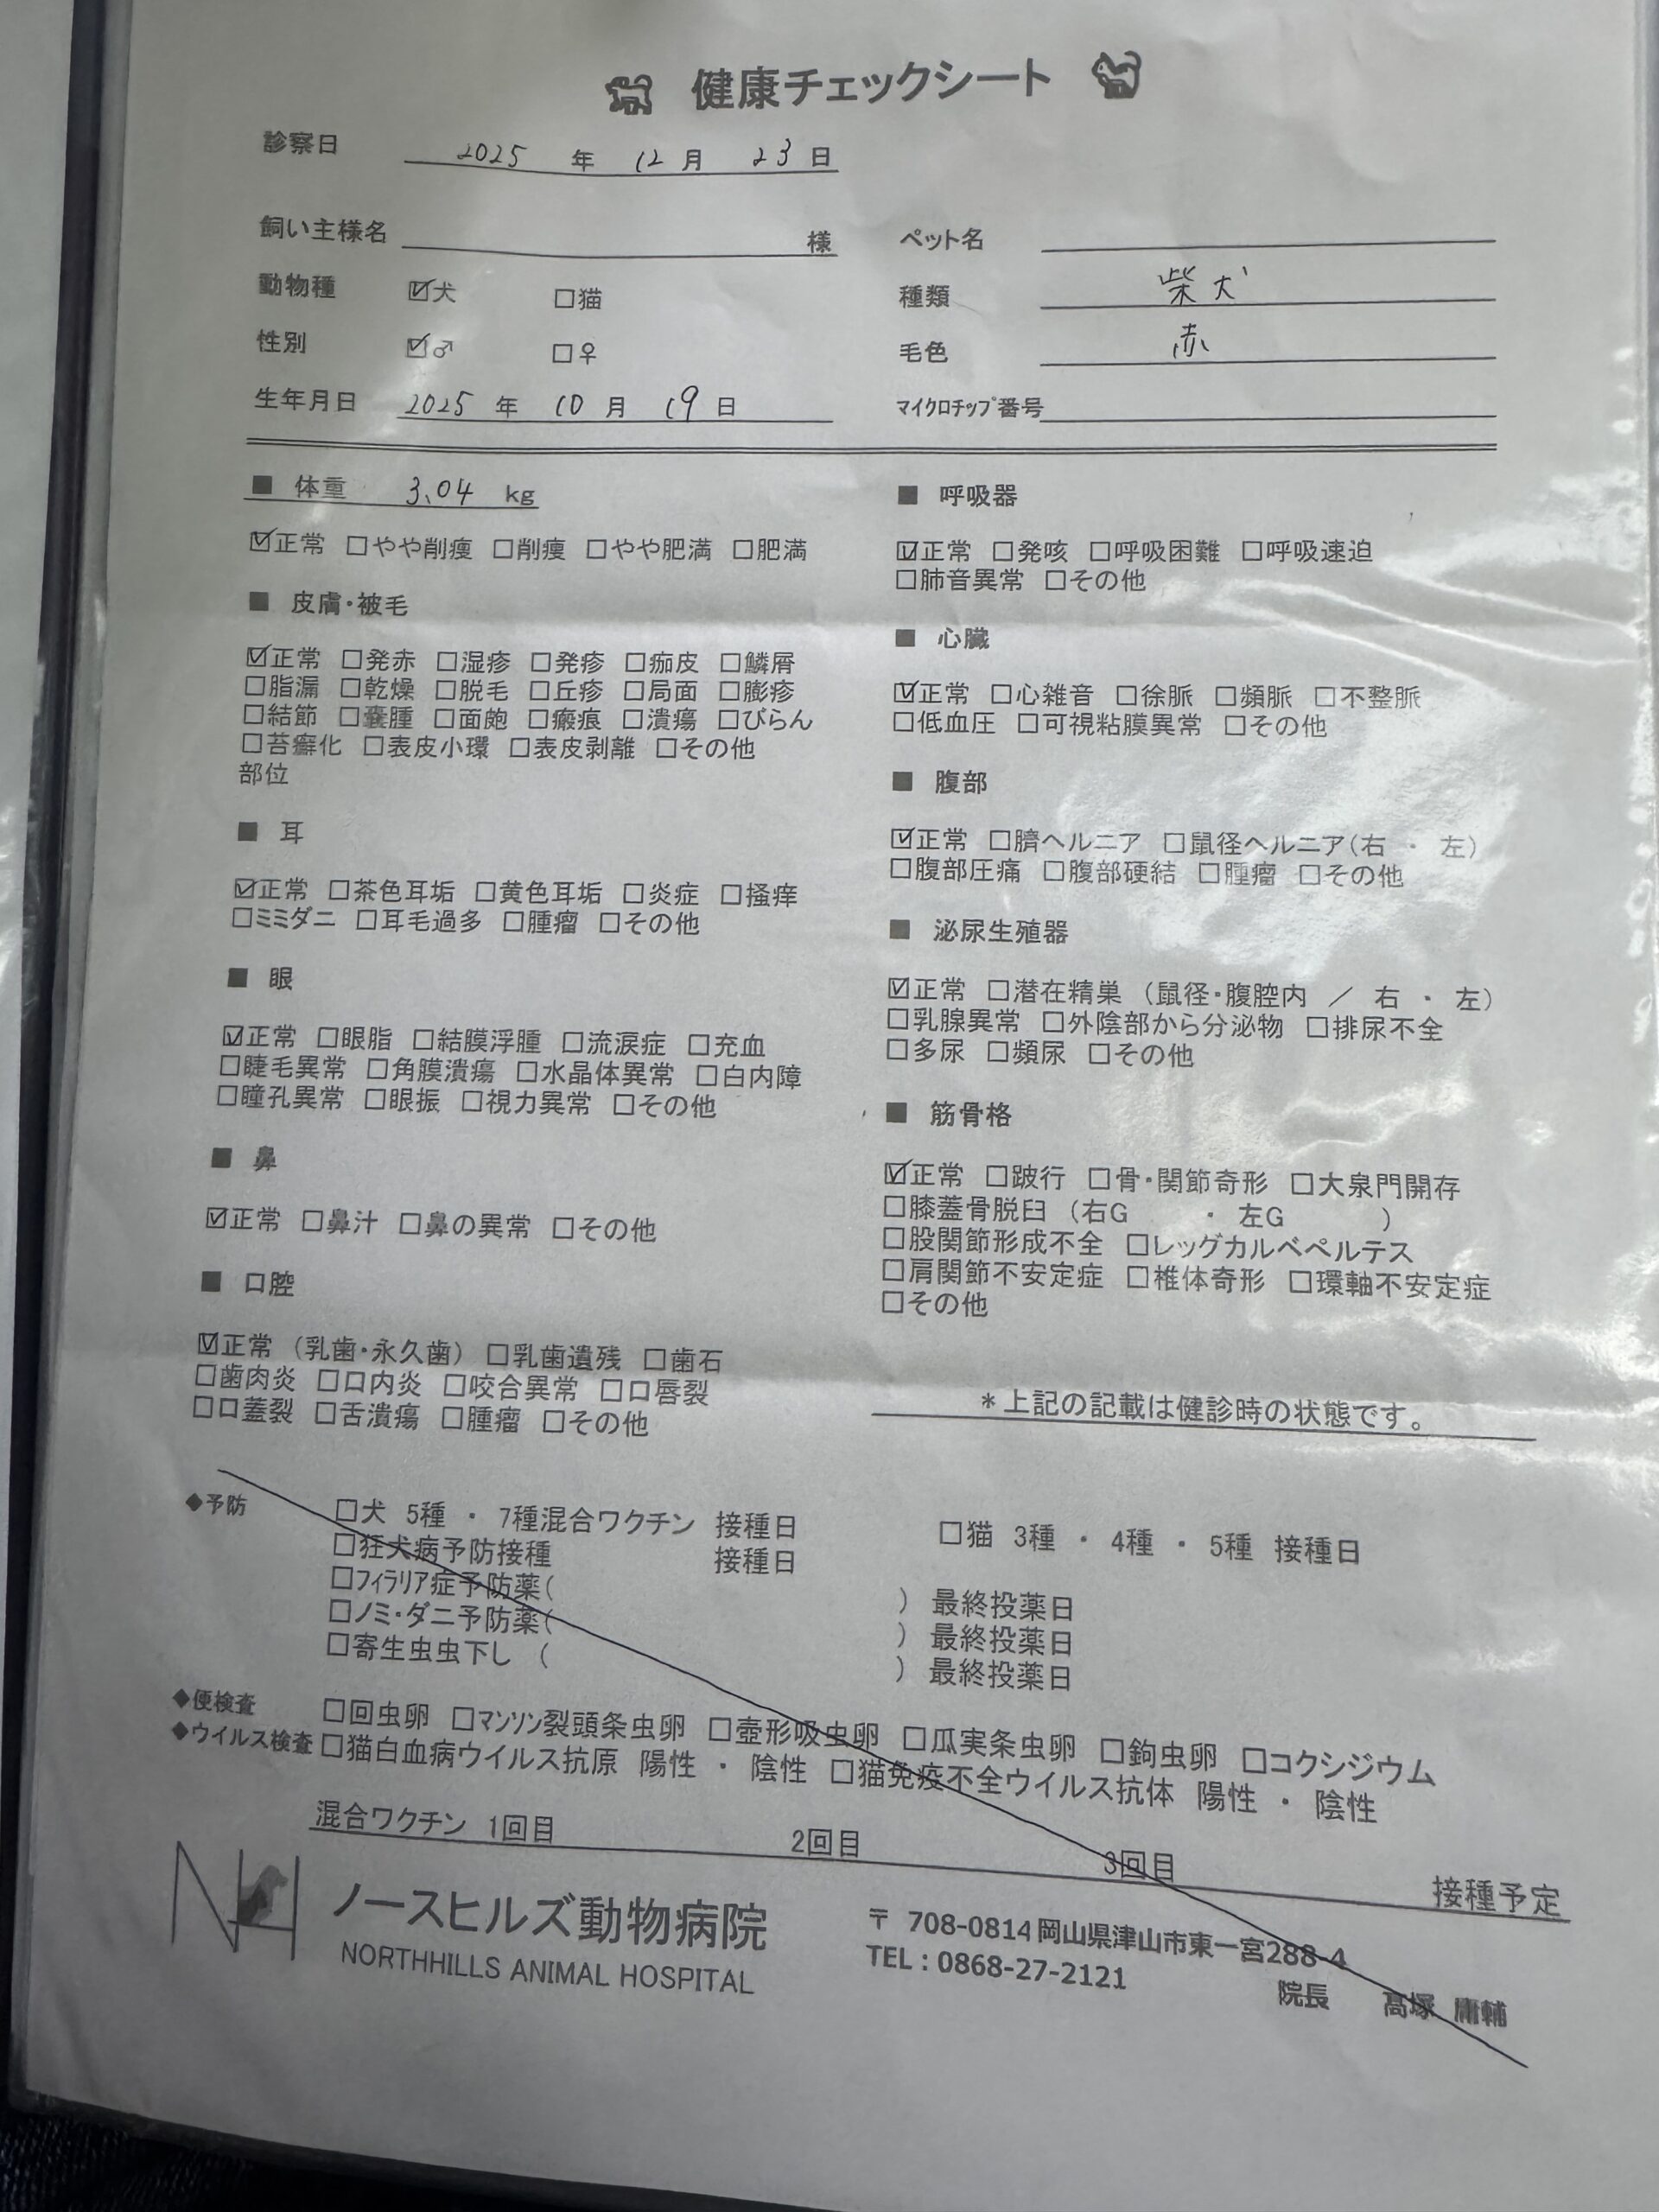 健康チェックシート
診察日 2025 年 12 月 23 日
飼い主様名 様
ペット名
動物種 ☑犬 □猫
種類 柴犬
性別 ☑♂ □♀
毛色 赤
生年月日 2025 年 10 月 19 日
マイクロチップ番号
■ 体重 3.04 kg
☑正常 □やや削痩 □削痩 □やや肥満 □肥満
■ 皮膚・被毛
☑正常 □発赤 □湿疹 □発疹 □痂皮 □鱗屑
□脂漏 □乾燥 □脱毛 □丘疹 □局面 □膨疹
□結節 □嚢腫 □面皰 □瘢痕 □潰瘍 □びらん
□苔癬化 □表皮小環 □表皮剥離 □その他
部位
■ 耳
☑正常 □茶色耳垢 □黄色耳垢 □炎症 □掻痒
□ミミダニ □耳毛過多 □腫瘤 □その他
■ 眼
☑正常 □眼脂 □結膜浮腫 □流涙症 □充血
□睫毛異常 □角膜潰瘍 □水晶体異常 □白内障
□瞳孔異常 □眼振 □視力異常 □その他
■ 鼻
☑正常 □鼻汁 □鼻の異常 □その他
■ 口腔
☑正常 （乳歯・永久歯） □乳歯遺残 □歯石
□歯肉炎 □口内炎 □咬合異常 □口唇裂
□口蓋裂 □舌潰瘍 □腫瘤 □その他
■ 呼吸器
☑正常 □発咳 □呼吸困難 □呼吸速迫
□肺音異常 □その他
■ 心臓
☑正常 □心雑音 □徐脈 □頻脈 □不整脈
□低血圧 □可視粘膜異常 □その他
■ 腹部
☑正常 □臍ヘルニア □鼠径ヘルニア（右 ・ 左）
□腹部圧痛 □腹部硬結 □腫瘤 □その他
■ 泌尿生殖器
☑正常 □潜在精巣 （鼠径・腹腔内 ／ 右 ・ 左）
□乳腺異常 □外陰部から分泌物 □排尿不全
□多尿 □頻尿 □その他
■ 筋骨格
☑正常 □跛行 □骨・関節奇形 □大泉門開存
□膝蓋骨脱臼 （右G ・ 左G ）
□股関節形成不全 □レッグカルベペルテス
□肩関節不安定症 □椎体奇形 □環軸不安定症
□その他
＊上記の記載は健診時の状態です。
◆予防 □犬 5種 ・ 7種混合ワクチン 接種日 □猫 3種 ・ 4種 ・ 5種 接種日
□狂犬病予防接種 接種日
□フィラリア症予防薬（ ） 最終投薬日
□ノミ・ダニ予防薬（ ） 最終投薬日
□寄生虫虫下し （ ） 最終投薬日
◆便検査 □回虫卵 □マンソン裂頭条虫卵 □壺形吸虫卵 □瓜実条虫卵 □鉤虫卵 □コクシジウム
◆ウイルス検査 □猫白血病ウイルス抗原 陽性 ・ 陰性 □猫免疫不全ウイルス抗体 陽性 ・ 陰性
混合ワクチン 1回目 2回目 3回目 接種予定
NH
ノースヒルズ動物病院
NORTHHILLS ANIMAL HOSPITAL
〒 708-0814 岡山県津山市東一宮288-4
TEL：0868-27-2121
院長 髙塚 庸輔